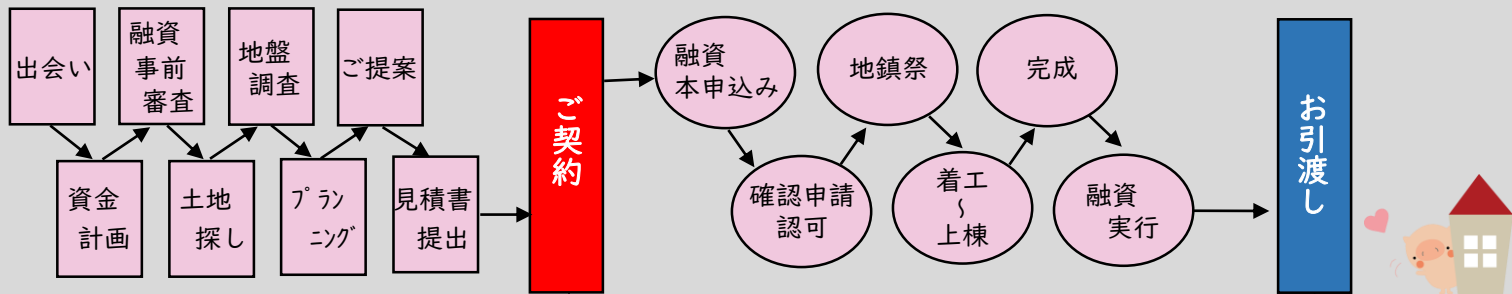 出会い
資金
計画
融資
事前
審査
土地
探し
地盤
調査
ﾌﾟﾗﾝ
ﾆﾝｸﾞ
ご提案
見積書
提出
ご契約
融資
本申込み
確認申請
認可
地鎮祭
着工
～
上棟
完成
融資
実行
お引渡し